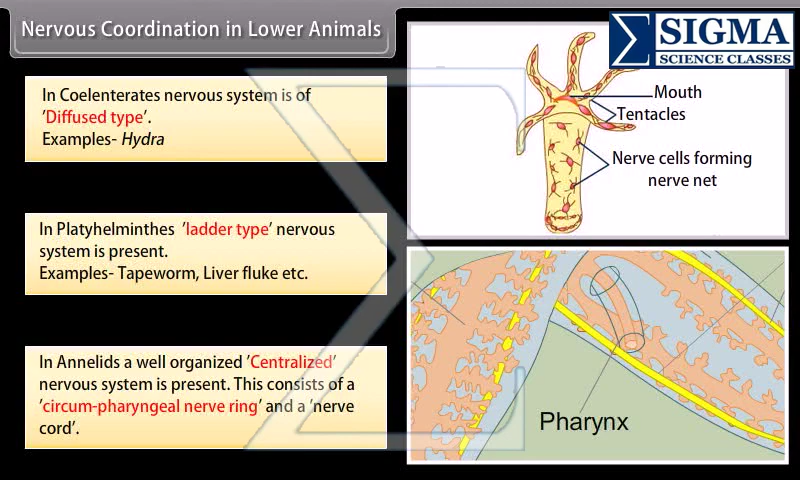 Nervous Coordination in Lower Animals
SIGMA
SCIENCE CLASSES
In Coelenterates nervous system is of
'Diffused type'.
Examples- Hydra
Mouth
Tentacles
Nerve cells forming
nerve net
In Platyhelminthes 'ladder type' nervous
system is present.
Examples- Tapeworm, Liver fluke etc.
In Annelids a well organized 'Centralized'
nervous system is present. This consists of a
'circum-pharyngeal nerve ring' and a 'nerve
cord'.
Pharynx